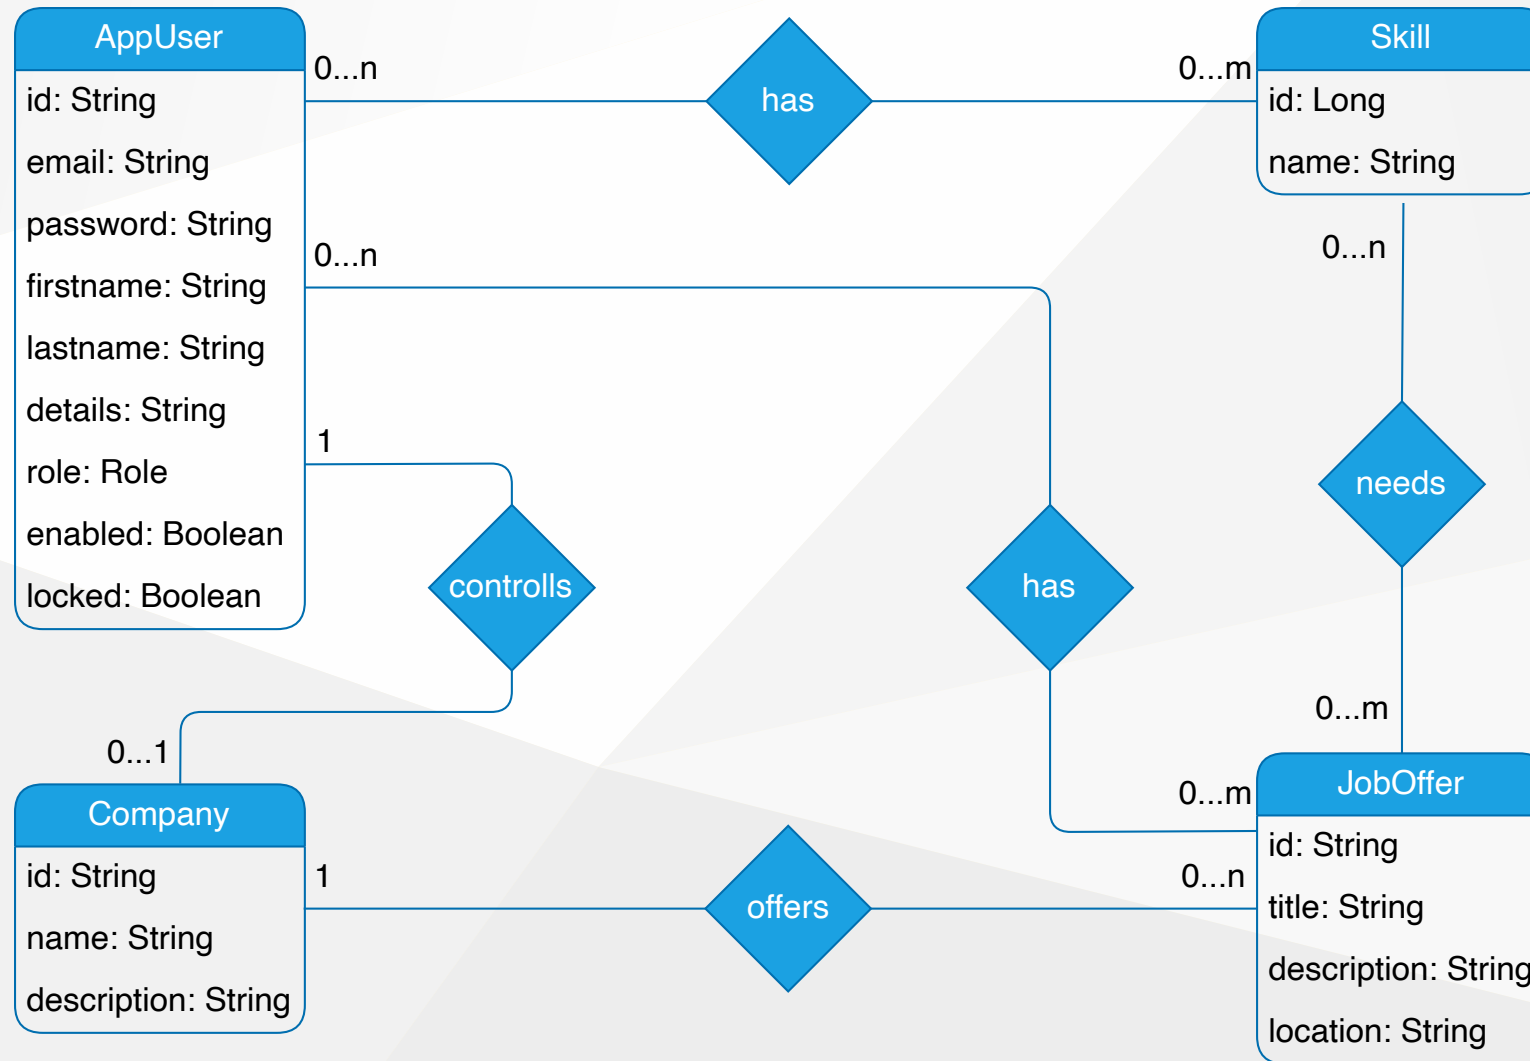 AppUser
id: String
email: String
password: String
firstname: String
lastname: String
details: String
role: Role
enabled: Boolean
locked: Boolean
0...n
has
0...m
Skill
id: Long
name: String
0...n
0...n
1
controlls
has
needs
0...1
0...m
0...m
Company
id: String
name: String
description: String
1
offers
0...n
JobOffer
id: String
title: String
description: String
location: String